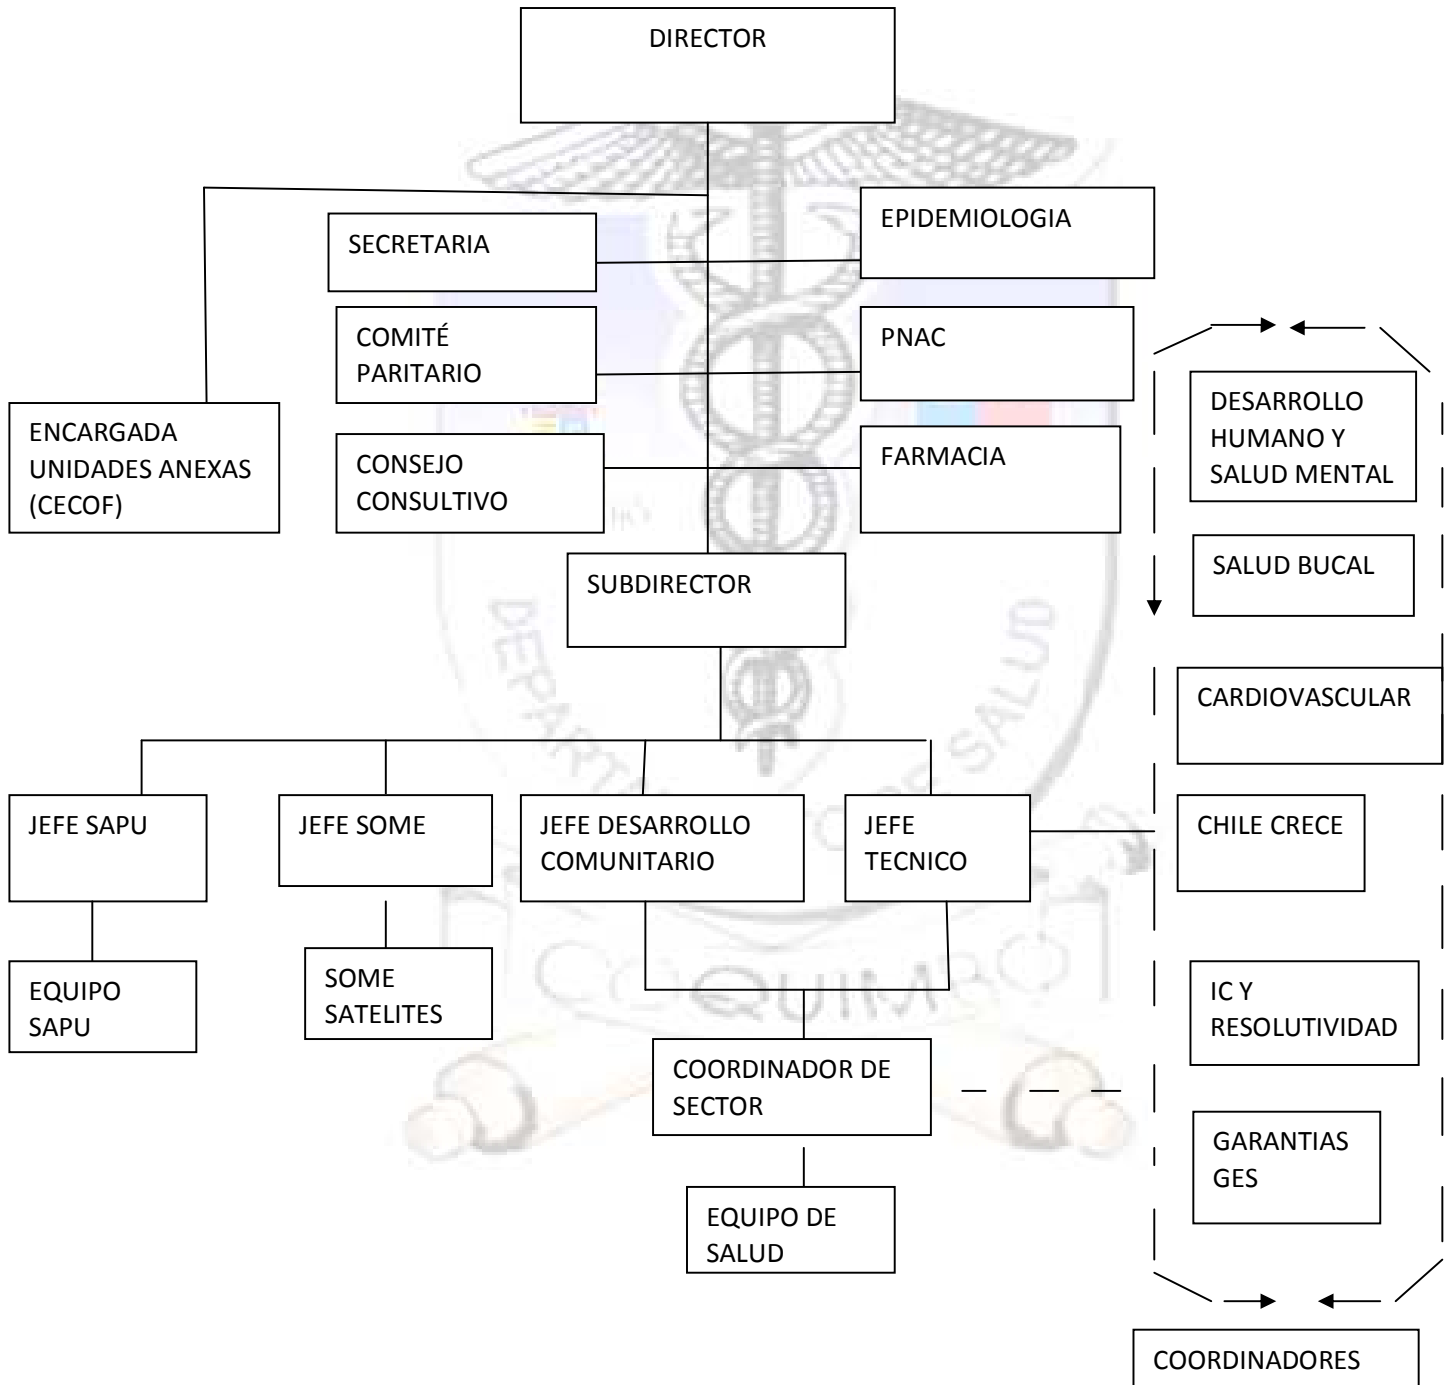 DIRECTOR
SECRETARIA
EPIDEMIOLOGIA
COMITÉ
PARITARIO
PNAC
ENCARGADA
UNIDADES ANEXAS
(CECOF)
CONSEJO
CONSULTIVO
FARMACIA
DESARROLLO
HUMANO Y
SALUD MENTAL
SUBDIRECTOR
SALUD BUCAL
CARDIOVASCULAR
JEFE SAPU
JEFE SOME
JEFE DESARROLLO
COMUNITARIO
JEFE
TECNICO
CHILE CRECE
EQUIPO
SAPU
SOME
SATELITES
IC Y
RESOLUTIVIDAD
COORDINADOR DE
SECTOR
GARANTIAS
GES
EQUIPO DE
SALUD
COORDINADORES
COQUIMBO